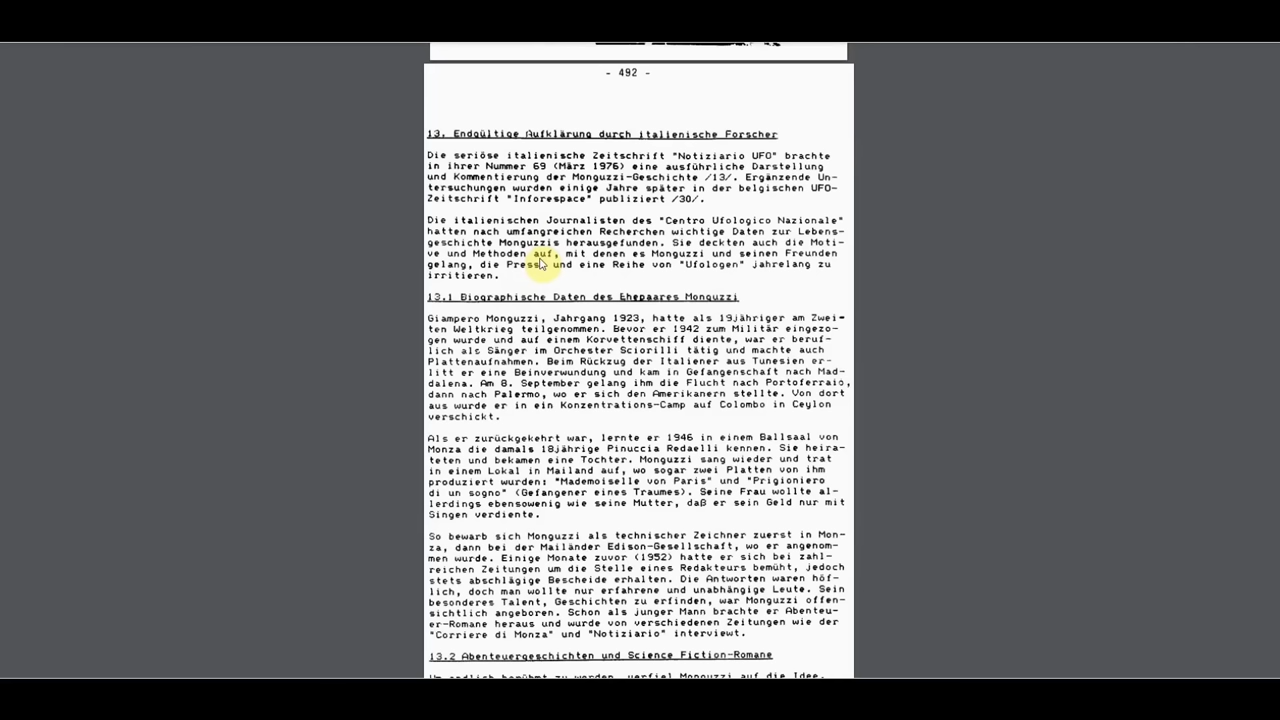 - 492 -
13. Endgültige Aufklärung durch italienische Forscher
Die seriöse italienische Zeitschrift "Notiziario UFO" brachte
in ihrer Nummer 69 (März 1976) eine ausführliche Darstellung
und Kommentierung der Monguzzi-Geschichte /13/. Ergänzende Un-
tersuchungen wurden einige Jahre später in der belgischen UFO-
Zeitschrift "Inforespace" publiziert /30/.
Die italienischen Journalisten des "Centro Ufologico Nazionale"
hatten nach umfangreichen Recherchen wichtige Daten zur Lebens-
geschichte Monguzzis herausgefunden. Sie deckten auch die Moti-
ve und Methoden auf, mit denen es Monguzzi und seinen Freunden
gelang, die Presse und eine Reihe von "Ufologen" jahrelang zu
irritieren.
13.1 Biographische Daten des Ehepaares Monguzzi
Giampero Monguzzi, Jahrgang 1923, hatte als 19jähriger am Zwei-
ten Weltkrieg teilgenommen. Bevor er 1942 zum Militär eingezo-
gen wurde und auf einem Korvettenschiff diente, war er beruf-
lich als Sänger im Orchester Sciorilli tätig und machte auch
Plattenaufnahmen. Beim Rückzug der Italiener aus Tunesien er-
litt er eine Beinverwundung und kam in Gefangenschaft nach Mad-
dalena. Am 8. September gelang ihm die Flucht nach Portoferraio,
dann nach Palermo, wo er sich den Amerikanern stellte. Von dort
aus wurde er in ein Konzentrations-Camp auf Colombo in Ceylon
verschickt.
Als er zurückgekehrt war, lernte er 1946 in einem Ballsaal von
Monza die damals 18jährige Pinuccia Redaelli kennen. Sie heira-
teten und bekamen eine Tochter. Monguzzi sang wieder und trat
in einem Lokal in Mailand auf, wo sogar zwei Platten von ihm
produziert wurden: "Mademoiselle von Paris" und "Prigioniero
di un sogno" (Gefangener eines Traumes). Seine Frau wollte al-
lerdings ebensowenig wie seine Mutter, daß er sein Geld nur mit
Singen verdiente.
So bewarb sich Monguzzi als technischer Zeichner zuerst in Mon-
za, dann bei der Mailänder Edison-Gesellschaft, wo er angenom-
men wurde. Einige Monate zuvor (1952) hatte er sich bei zahl-
reichen Zeitungen um die Stelle eines Redakteurs bemüht, jedoch
stets abschlägige Bescheide erhalten. Die Antworten waren höf-
lich, doch man wollte nur erfahrene und unabhängige Leute. Sein
besonderes Talent, Geschichten zu erfinden, war Monguzzi offen-
sichtlich angeboren. Schon als junger Mann brachte er Abenteu-
er-Romane heraus und wurde von verschiedenen Zeitungen wie der
"Corriere di Monza" und "Notiziario" interviewt.
13.2 Abenteuergeschichten und Science Fiction-Romane
Um endlich berühmt zu werden, verfiel Monguzzi auf die Idee,